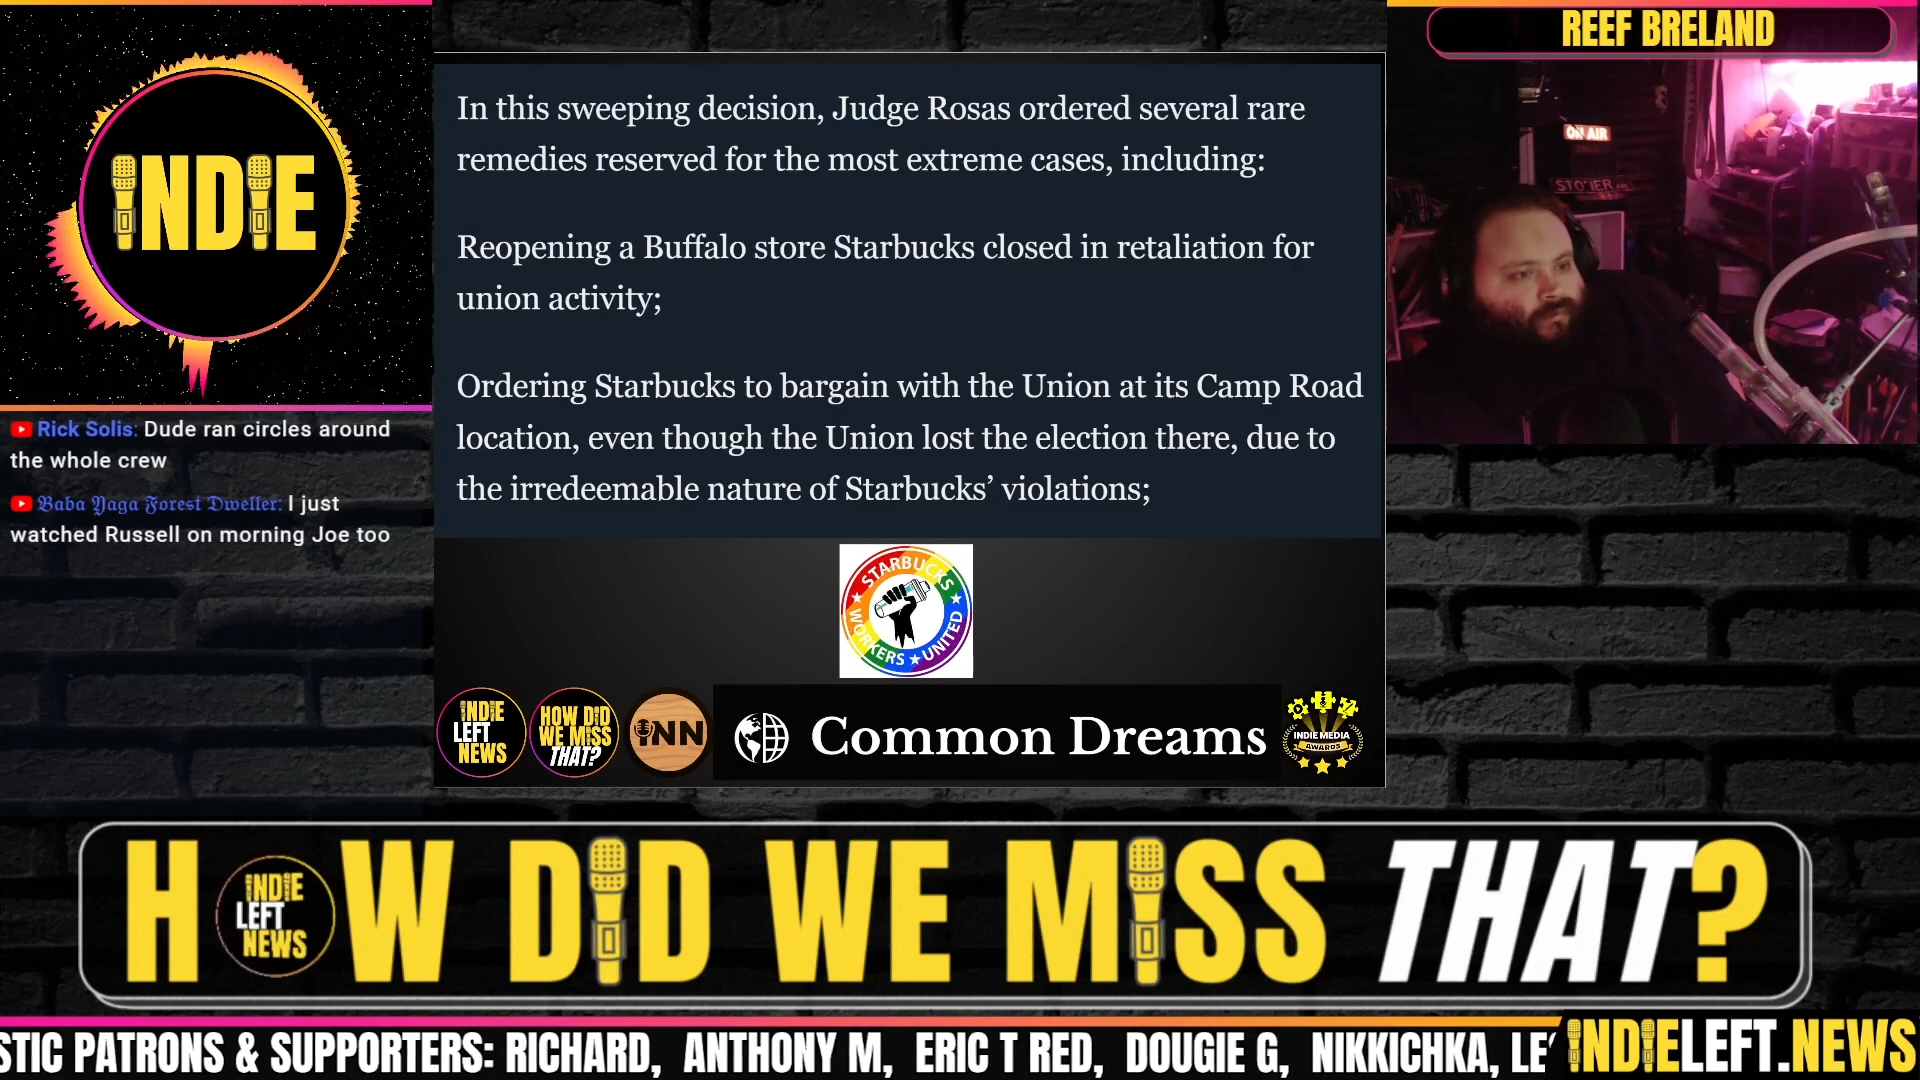 INDIE
REEF BRELAND
ON AIR
In this sweeping decision, Judge Rosas ordered several rare
remedies reserved for the most extreme cases, including:
Reopening a Buffalo store Starbucks closed in retaliation for
union activity;
Ordering Starbucks to bargain with the Union at its Camp Road
location, even though the Union lost the election there, due to
the irredeemable nature of Starbucks’ violations;
Rick Solis: Dude ran circles around
the whole crew
Baba Yaga Forest Dweller: I just
watched Russell on morning Joe too
STARBUCKS
WORKERS ★ UNITED
INDIE
LEFT
NEWS
HOW DID
WE MISS
THAT?
INN
Common Dreams
INDIE MEDIA
AWARDS
HOW DID WE MISS THAT?
INDIE
LEFT
NEWS
STIC PATRONS & SUPPORTERS: RICHARD, ANTHONY M, ERIC T RED, DOUGIE G, NIKKICHKA,
INDIELEFT.NEWS